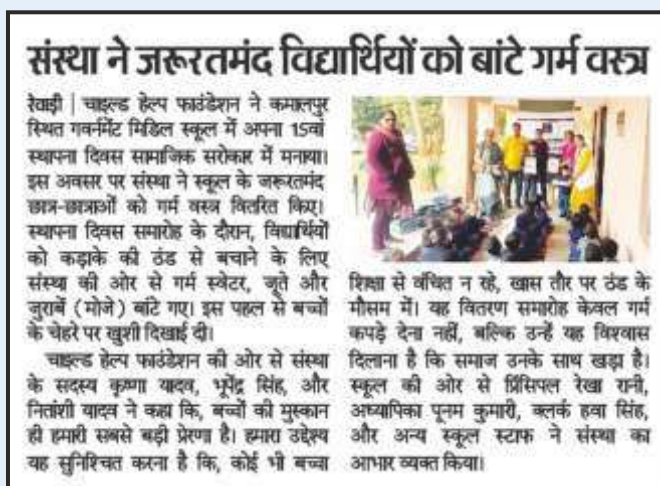 संस्था ने जरूरतमंद विद्यार्थियों को बांटे गर्म वस्त्र
रेवाड़ी | चाइल्ड हेल्प फाउंडेशन ने कमालपुर
स्थित गवर्नमेंट मिडिल स्कूल में अपना 15वां
स्थापना दिवस सामाजिक सरोकार में मनाया।
इस अवसर पर संस्था ने स्कूल के जरूरतमंद
छात्र-छात्राओं को गर्म वस्त्र वितरित किए।
स्थापना दिवस समारोह के दौरान, विद्यार्थियों
को कड़ाके की ठंड से बचाने के लिए
संस्था की ओर से गर्म स्वेटर, जूते और
जुराबें (मोजे) बांटे गए। इस पहल से बच्चों
के चेहरे पर खुशी दिखाई दी।
चाइल्ड हेल्प फाउंडेशन की ओर से संस्था
के सदस्य कृष्णा यादव, भूपेंद्र सिंह, और
नितांशी यादव ने कहा कि, बच्चों की मुस्कान
ही हमारी सबसे बड़ी प्रेरणा है। हमारा उद्देश्य
यह सुनिश्चित करना है कि, कोई भी बच्चा
शिक्षा से वंचित न रहे, खास तौर पर ठंड के
मौसम में। यह वितरण समारोह केवल गर्म
कपड़े देना नहीं, बल्कि उन्हें यह विश्वास
दिलाना है कि समाज उनके साथ खड़ा है।
स्कूल की ओर से प्रिंसिपल रेखा रानी,
अध्यापिका पूनम कुमारी, क्लर्क हवा सिंह,
और अन्य स्कूल स्टाफ ने संस्था का
आभार व्यक्त किया।